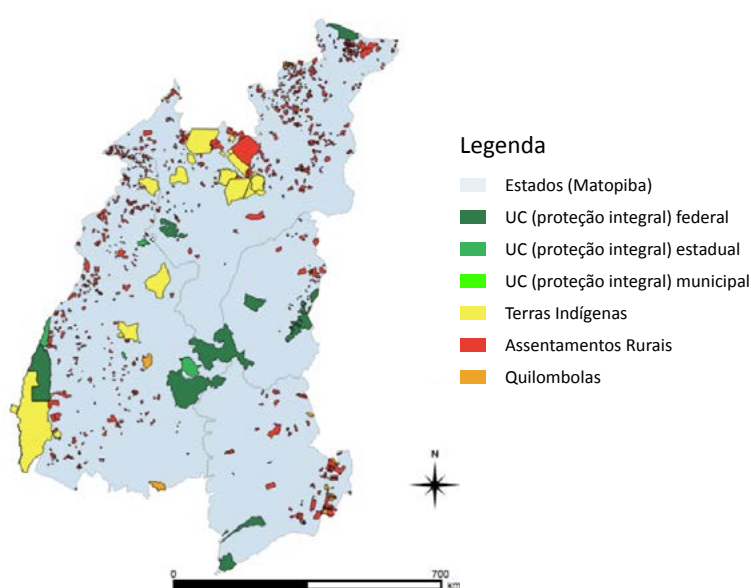 Legenda
Estados (Matopiba)
UC (proteção integral) federal
UC (proteção integral) estadual
UC (proteção integral) municipal
Terras Indígenas
Assentamentos Rurais
Quilombolas
N
0 700
km